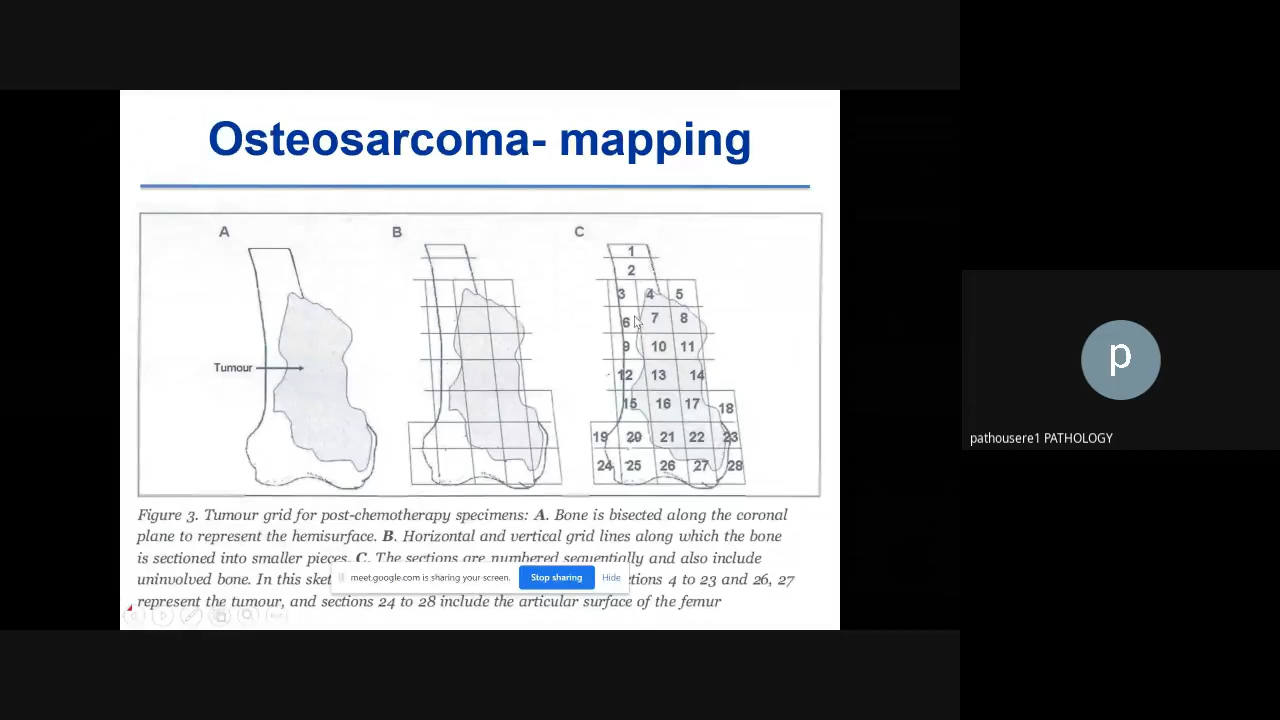 Osteosarcoma- mapping
A
B
C
Tumour
1
2
3 4 5
6 7 8
9 10 11
12 13 14
15 16 17 18
19 20 21 22 23
24 25 26 27 28
Figure 3. Tumour grid for post-chemotherapy specimens: A. Bone is bisected along the coronal
plane to represent the hemisurface. B. Horizontal and vertical grid lines along which the bone
is sectioned into smaller pieces. C. The sections are numbered sequentially and also include
uninvolved bone. In this sket
ctions 4 to 23 and 26, 27
represent the tumour, and sections 24 to 28 include the articular surface of the femur
meet.google.com is sharing your screen.
Stop sharing
Hide
p
pathousere1 PATHOLOGY